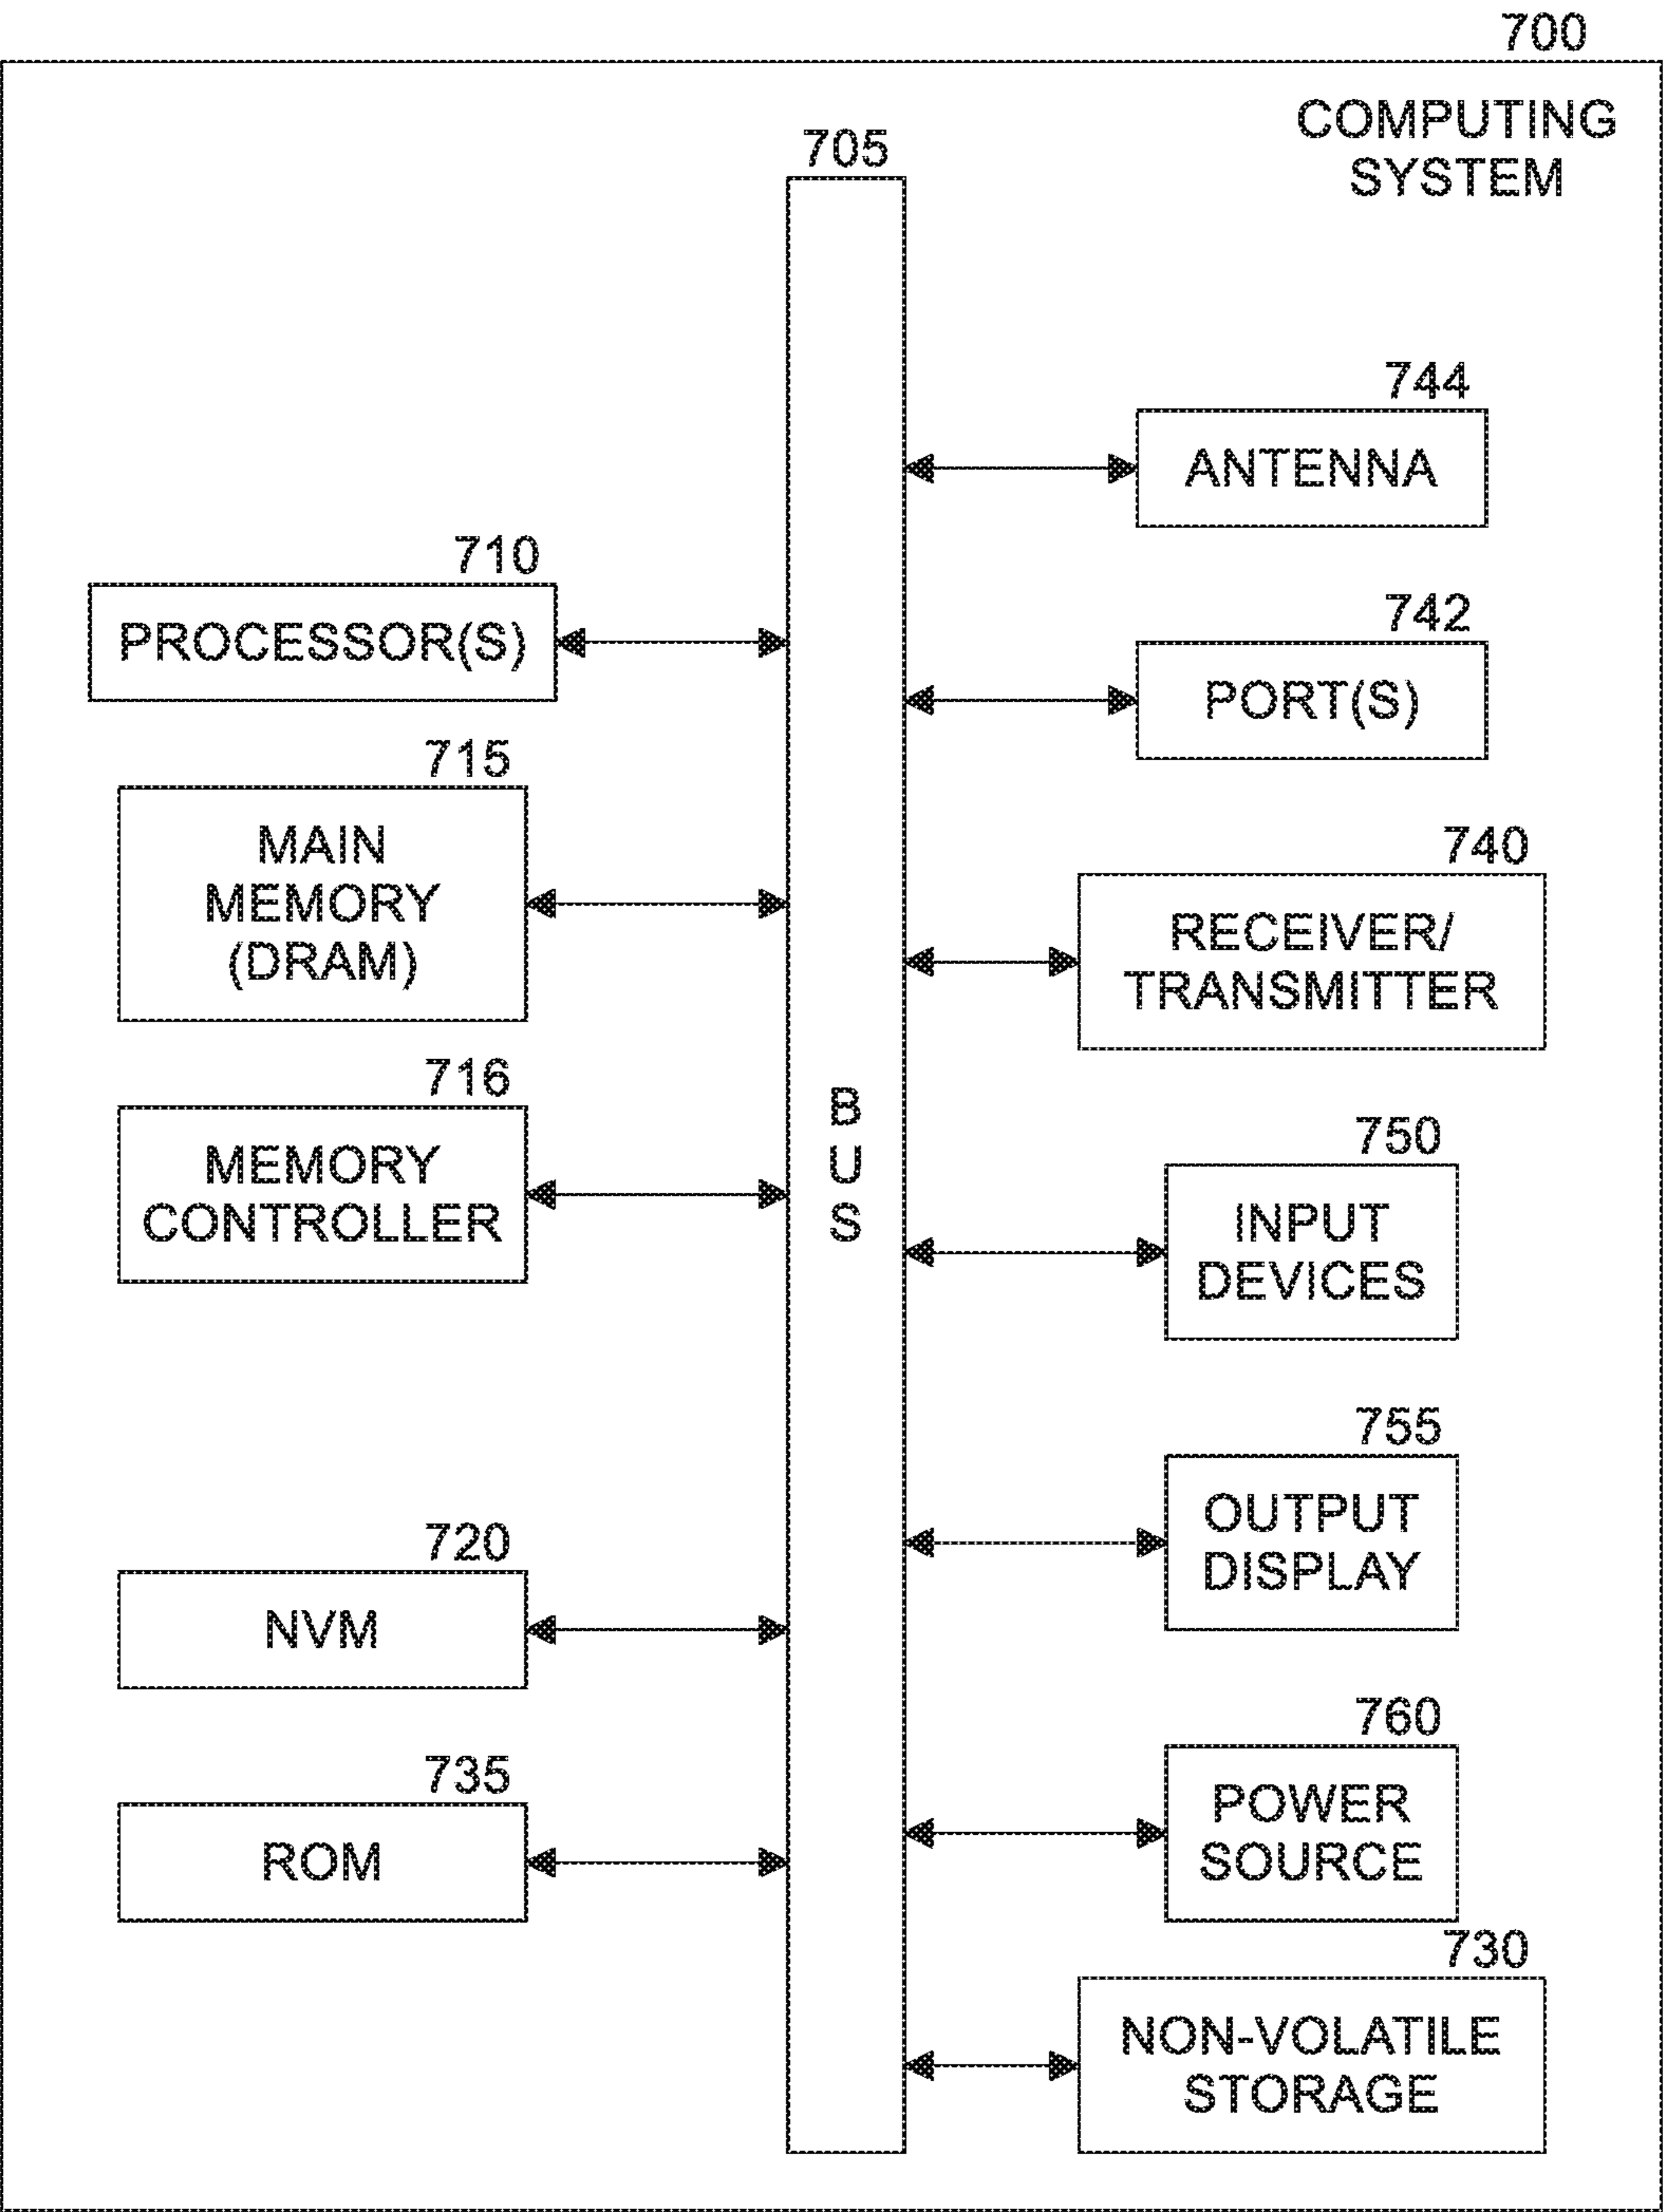 700
COMPUTING
SYSTEM
705
B
U
S
710
PROCESSOR(S)
715
MAIN
MEMORY
(DRAM)
716
MEMORY
CONTROLLER
720
NVM
735
ROM
744
ANTENNA
742
PORT(S)
740
RECEIVER/
TRANSMITTER
750
INPUT
DEVICES
755
OUTPUT
DISPLAY
760
POWER
SOURCE
730
NON-VOLATILE
STORAGE